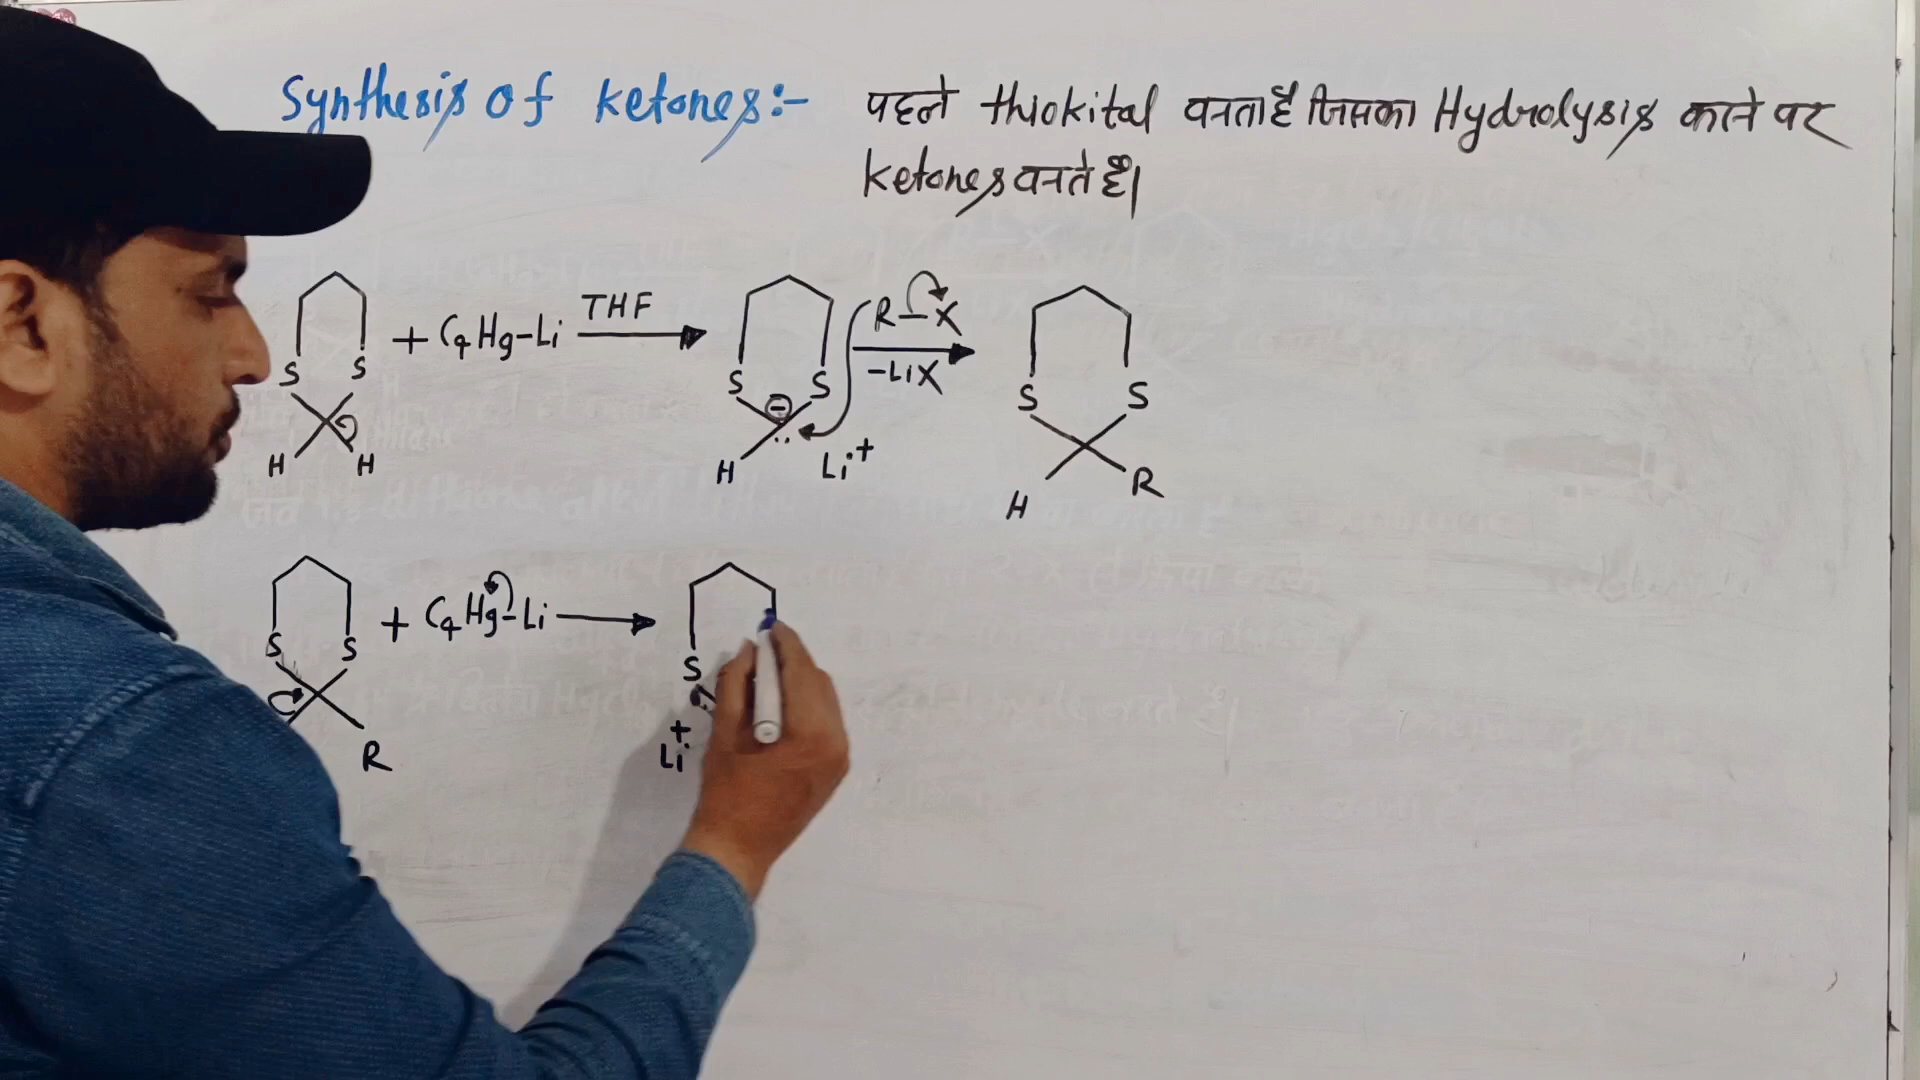 Synthesis of ketones:- पहले thiokital बनता है जिसका Hydrolysis करने पर
ketones बनते हैं।
S S H H + C4H9-Li THF
S S ⊖ H Li+
R-X
-LiX
S S H R
S S R + C4H9-Li
S
Li+